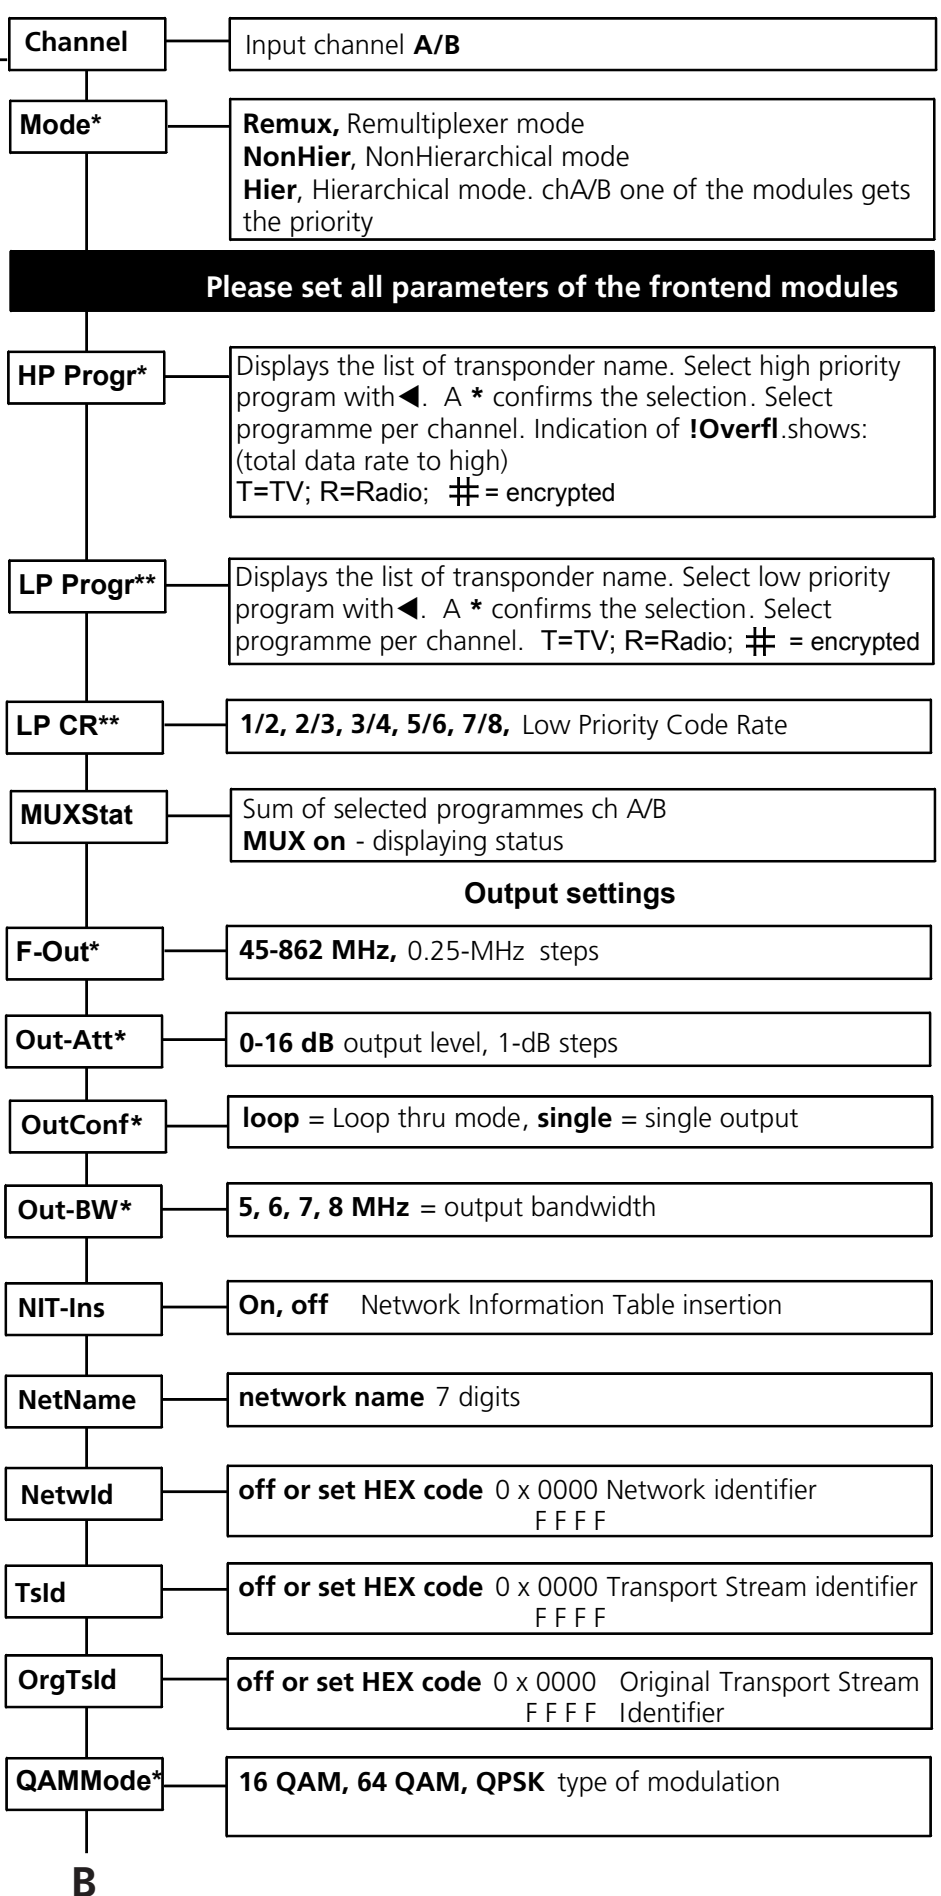 Channel
Input channel A/B
Mode*
Remux, Remultiplexer mode
NonHier, NonHierarchical mode
Hier, Hierarchical mode. chA/B one of the modules gets
the priority
Please set all parameters of the frontend modules
HP Progr*
Displays the list of transponder name. Select high priority
program with◀. A * confirms the selection. Select
programme per channel. Indication of !Overfl.shows:
(total data rate to high)
T=TV; R=Radio; # = encrypted
LP Progr**
Displays the list of transponder name. Select low priority
program with◀. A * confirms the selection. Select
programme per channel. T=TV; R=Radio; # = encrypted
LP CR**
1/2, 2/3, 3/4, 5/6, 7/8, Low Priority Code Rate
MUXStat
Sum of selected programmes ch A/B
MUX on - displaying status
Output settings
F-Out*
45-862 MHz, 0.25-MHz steps
Out-Att*
0-16 dB output level, 1-dB steps
OutConf*
loop = Loop thru mode, single = single output
Out-BW*
5, 6, 7, 8 MHz = output bandwidth
NIT-Ins
On, off Network Information Table insertion
NetName
network name 7 digits
NetwId
off or set HEX code 0 x 0000 Network identifier
F F F F
TsId
off or set HEX code 0 x 0000 Transport Stream identifier
F F F F
OrgTsId
off or set HEX code 0 x 0000 Original Transport Stream
F F F F Identifier
QAMMode*
16 QAM, 64 QAM, QPSK type of modulation
B